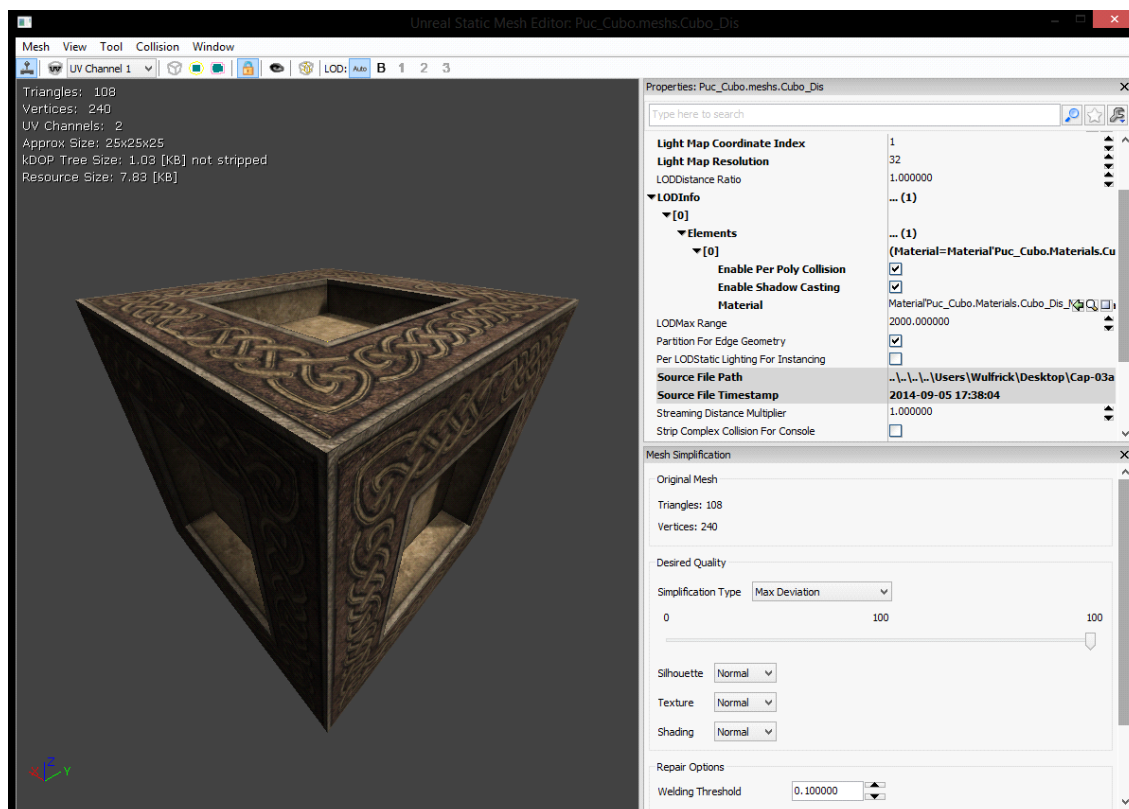 Unreal Static Mesh Editor: Puc_Cubo.meshs.Cubo_Dis
Mesh View Tool Collision Window
UV Channel 1 LOD: Auto B 1 2 3
Triangles: 108
Vertices: 240
UV Channels: 2
Approx Size: 25x25x25
kDOP Tree Size: 1.03 [KB] not stripped
Resource Size: 7.83 [KB]
Z
Y
Properties: Puc_Cubo.meshs.Cubo_Dis
Type here to search
Light Map Coordinate Index 1
Light Map Resolution 32
LODDistance Ratio 1.000000
LODInfo ... (1)
[0]
Elements ... (1)
[0] (Material=Material'Puc_Cubo.Materials.Cu
Enable Per Poly Collision
Enable Shadow Casting
Material Material'Puc_Cubo.Materials.Cubo_Dis_
LODMax Range 2000.000000
Partition For Edge Geometry
Per LODStatic Lighting For Instancing
Source File Path ..\..\..\..\Users\Wulfrick\Desktop\Cap-03a
Source File Timestamp 2014-09-05 17:38:04
Streaming Distance Multiplier 1.000000
Strip Complex Collision For Console
Mesh Simplification
Original Mesh
Triangles: 108
Vertices: 240
Desired Quality
Simplification Type Max Deviation
0 100 100
Silhouette Normal
Texture Normal
Shading Normal
Repair Options
Welding Threshold 0.100000